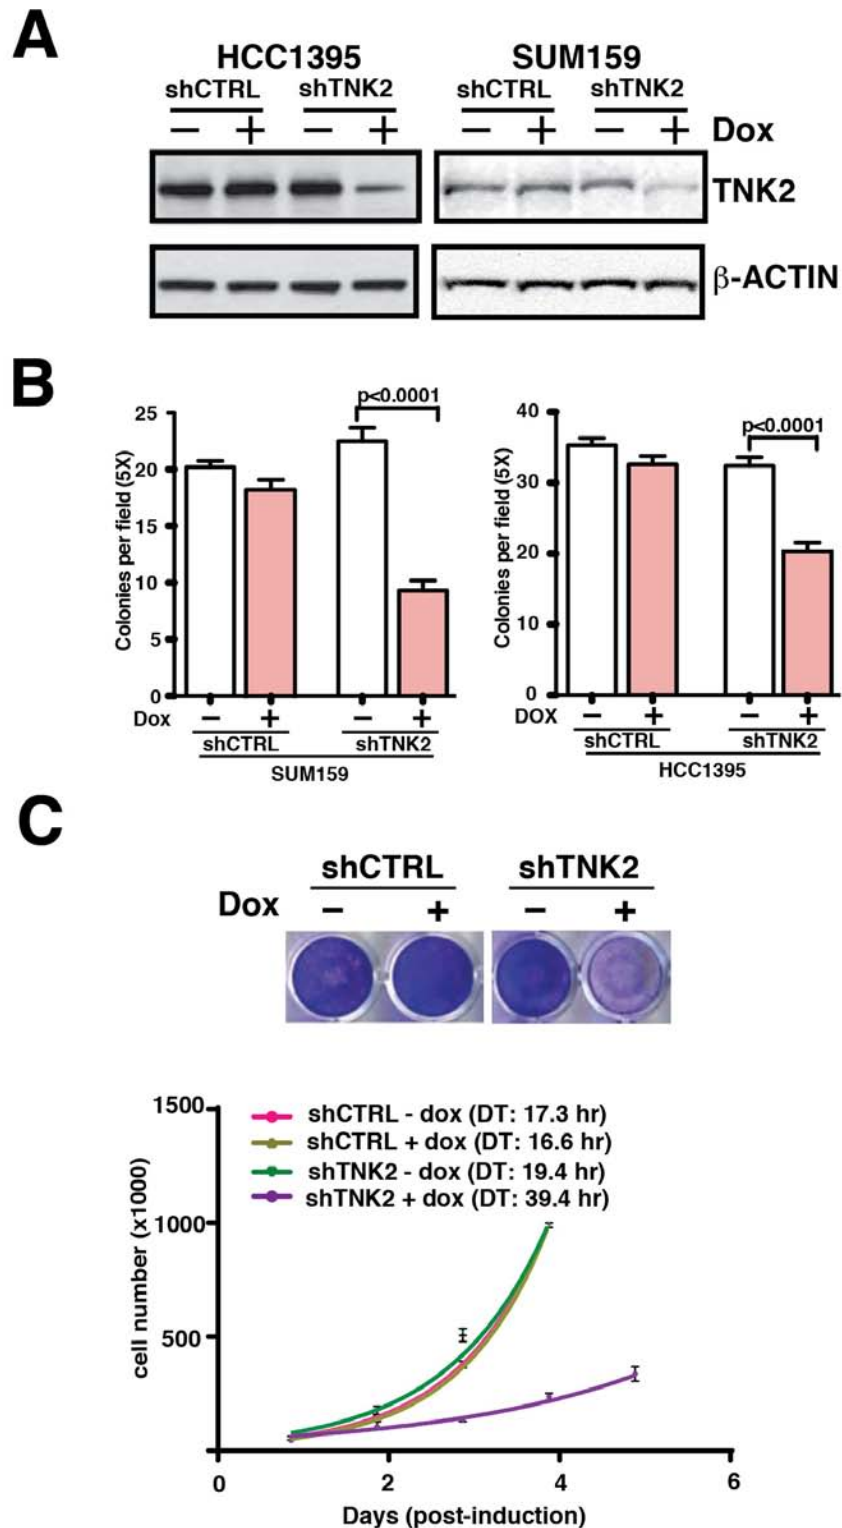 A
HCC1395 SUM159
shCTRL shTNK2 shCTRL shTNK2
− + − + − + − + Dox
TNK2
β-ACTIN
B
p<0.0001
25
20
15
10
5
0
Colonies per field (5X)
Dox − + − +
shCTRL shTNK2
SUM159
p<0.0001
40
30
20
10
0
Colonies per field (5X)
DOX − + − +
shCTRL shTNK2
HCC1395
C
shCTRL shTNK2
Dox − + − +
1500
1000
500
cell number (x1000)
shCTRL - dox (DT: 17.3 hr)
shCTRL + dox (DT: 16.6 hr)
shTNK2 - dox (DT: 19.4 hr)
shTNK2 + dox (DT: 39.4 hr)
0 2 4 6
Days (post-induction)